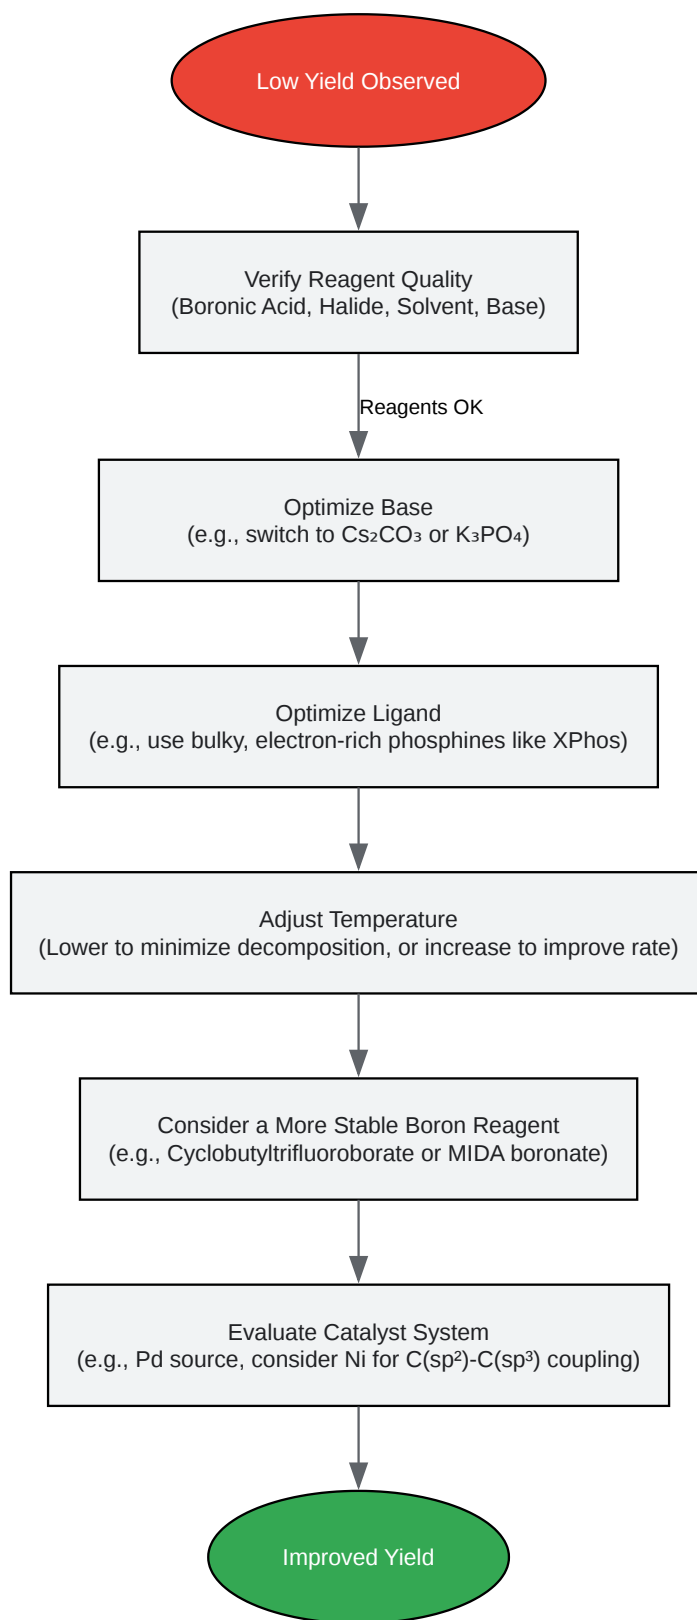 Low Yield Observed
Verify Reagent Quality
(Boronic Acid, Halide, Solvent, Base)
Reagents OK
Optimize Base
(e.g., switch to Cs₂CO₃ or K₃PO₄)
Optimize Ligand
(e.g., use bulky, electron-rich phosphines like XPhos)
Adjust Temperature
(Lower to minimize decomposition, or increase to improve rate)
Consider a More Stable Boron Reagent
(e.g., Cyclobutyltrifluoroborate or MIDA boronate)
Evaluate Catalyst System
(e.g., Pd source, consider Ni for C(sp²)-C(sp³) coupling)
Improved Yield